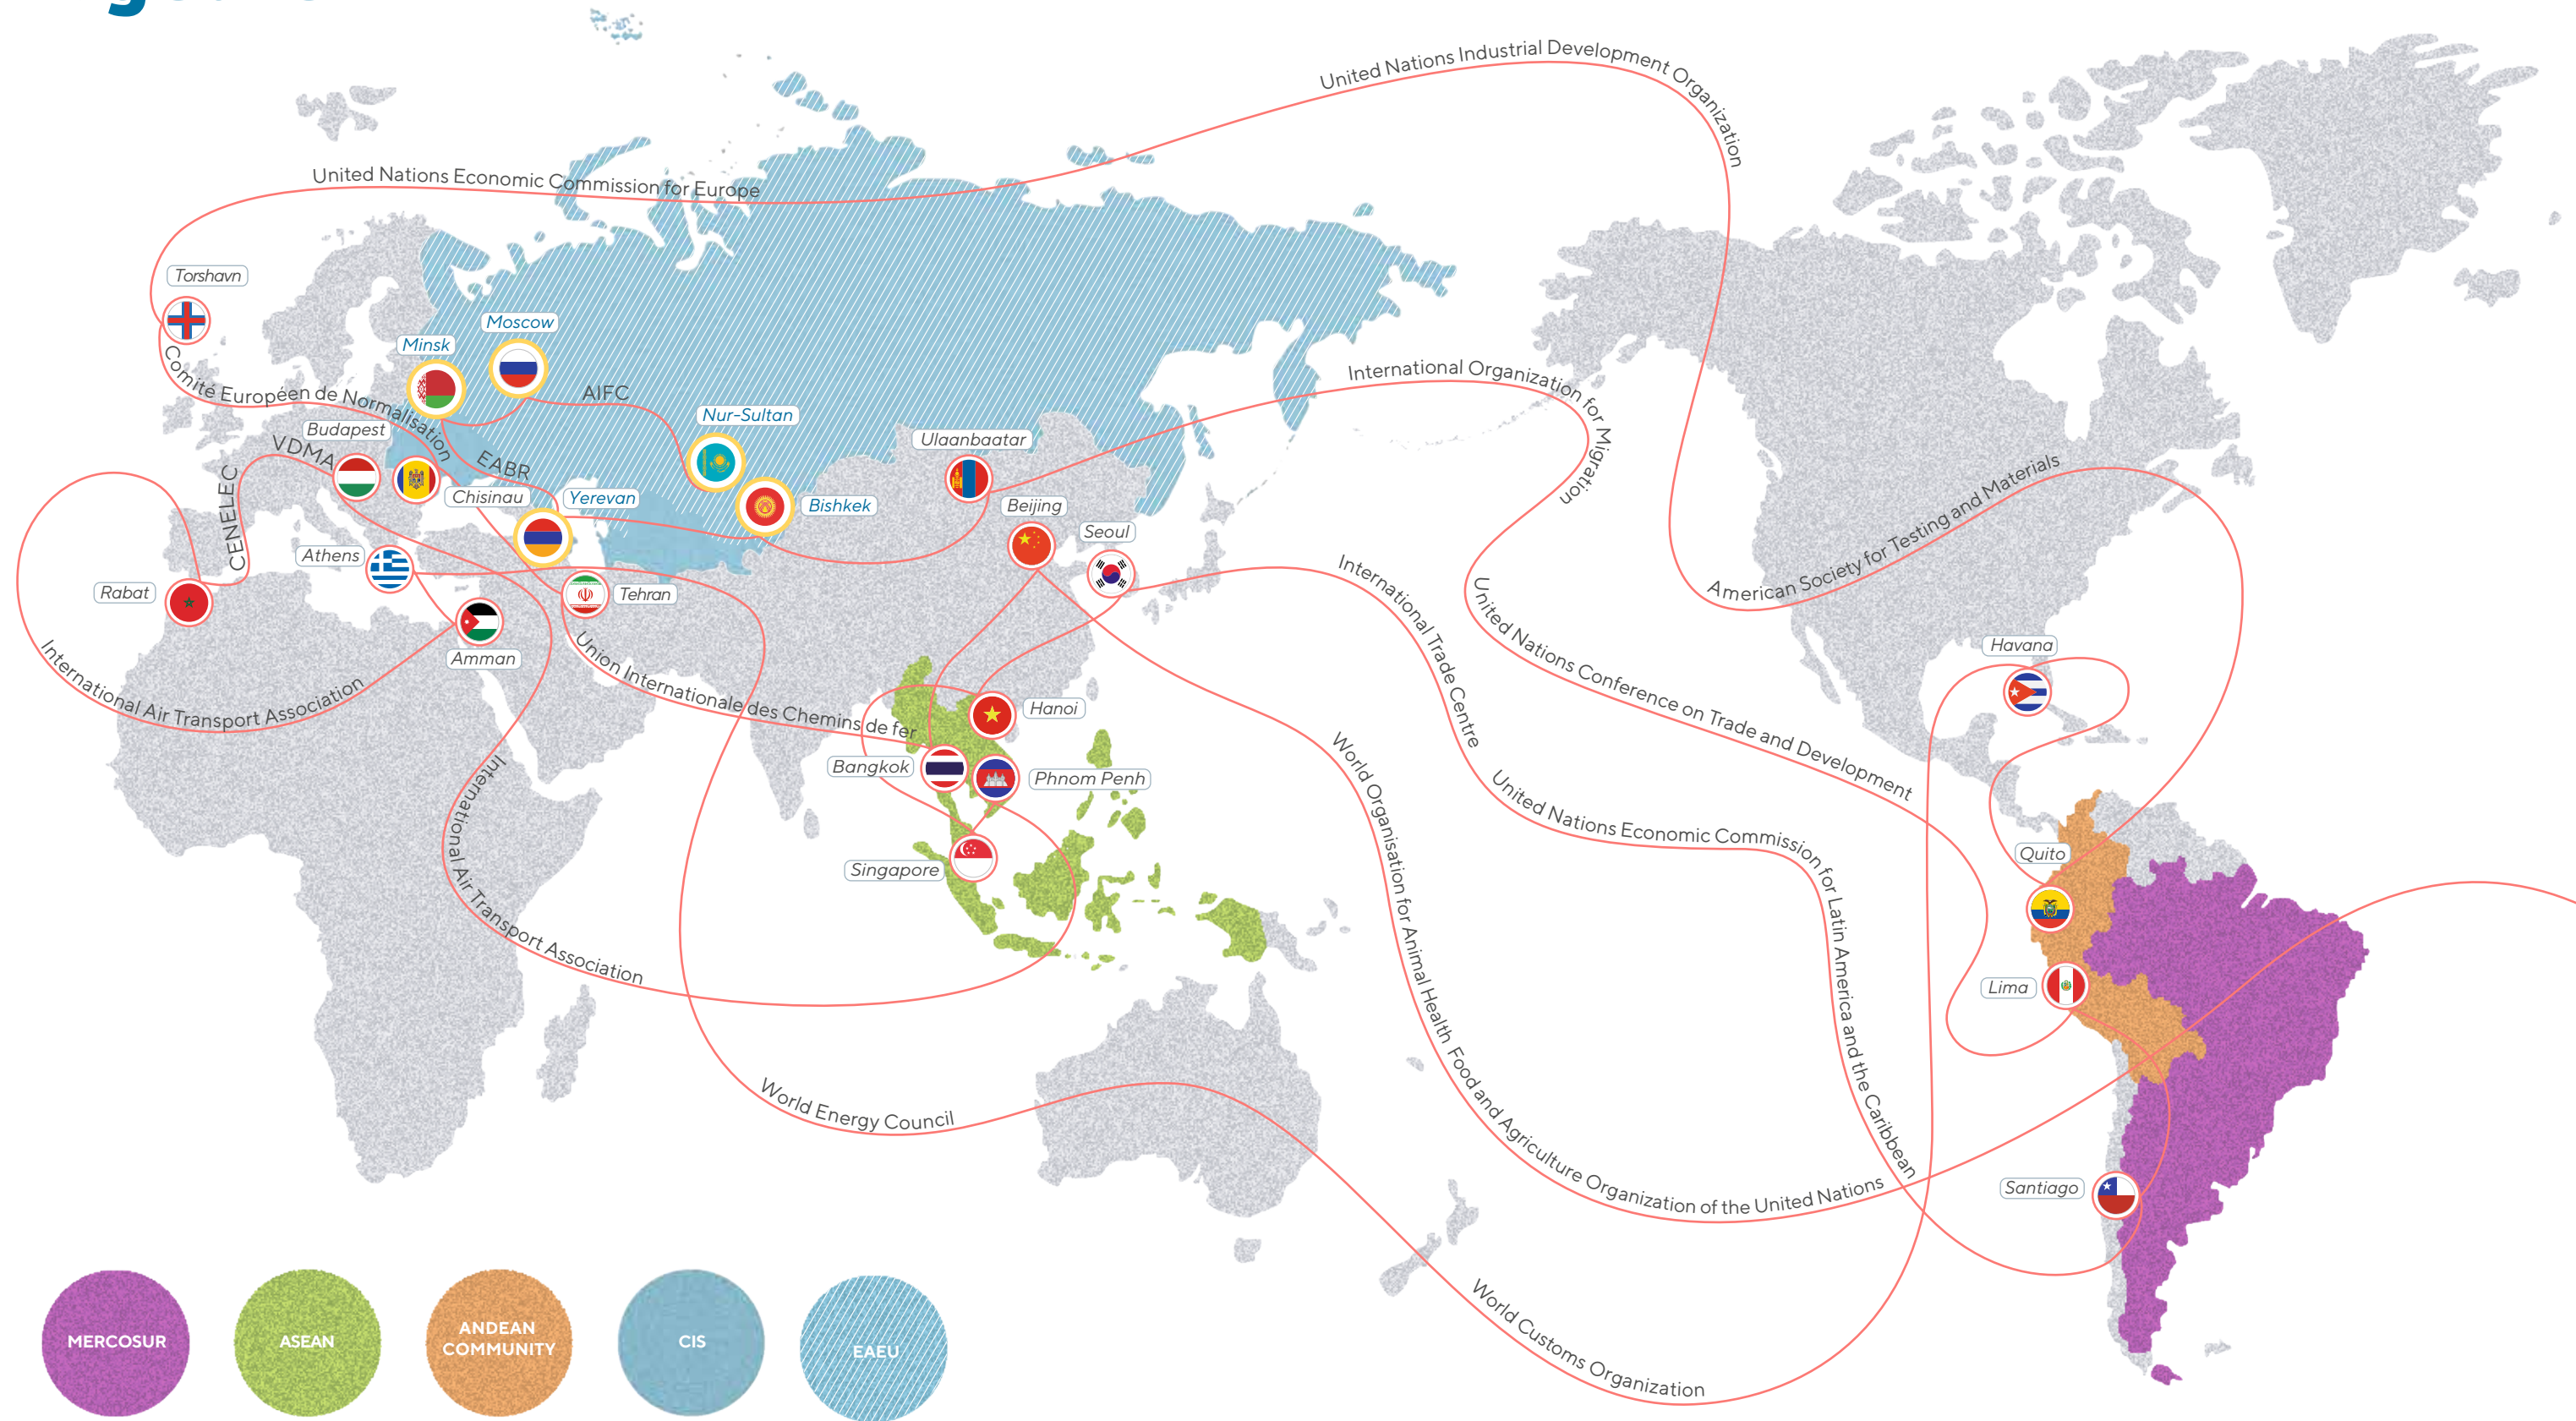 United Nations Industrial Development Organization
United Nations Economic Commission for Europe
Torshavn
Moscow
Minsk
Comité Européen de Normalisation
AIFC
International Organization for Migration
Nur-Sultan
Budapest
Ulaanbaatar
VDMA
EABR
CENELEC
Chisinau
Yerevan
Bishkek
Beijing
Seoul
American Society for Testing and Materials
Athens
Rabat
Tehran
International Trade Centre
United Nations Conference on Trade and Development
Amman
Havana
International Air Transport Association
Union Internationale des Chemins de fer
Hanoi
Bangkok
Phnom Penh
International Air Transport Association
World Organisation for Animal Health
United Nations Economic Commission for Latin America and the Caribbean
Singapore
Quito
Lima
World Energy Council
Food and Agriculture Organization of the United Nations
Santiago
World Customs Organization
MERCOSUR
ASEAN
ANDEAN
COMMUNITY
CIS
EAEU